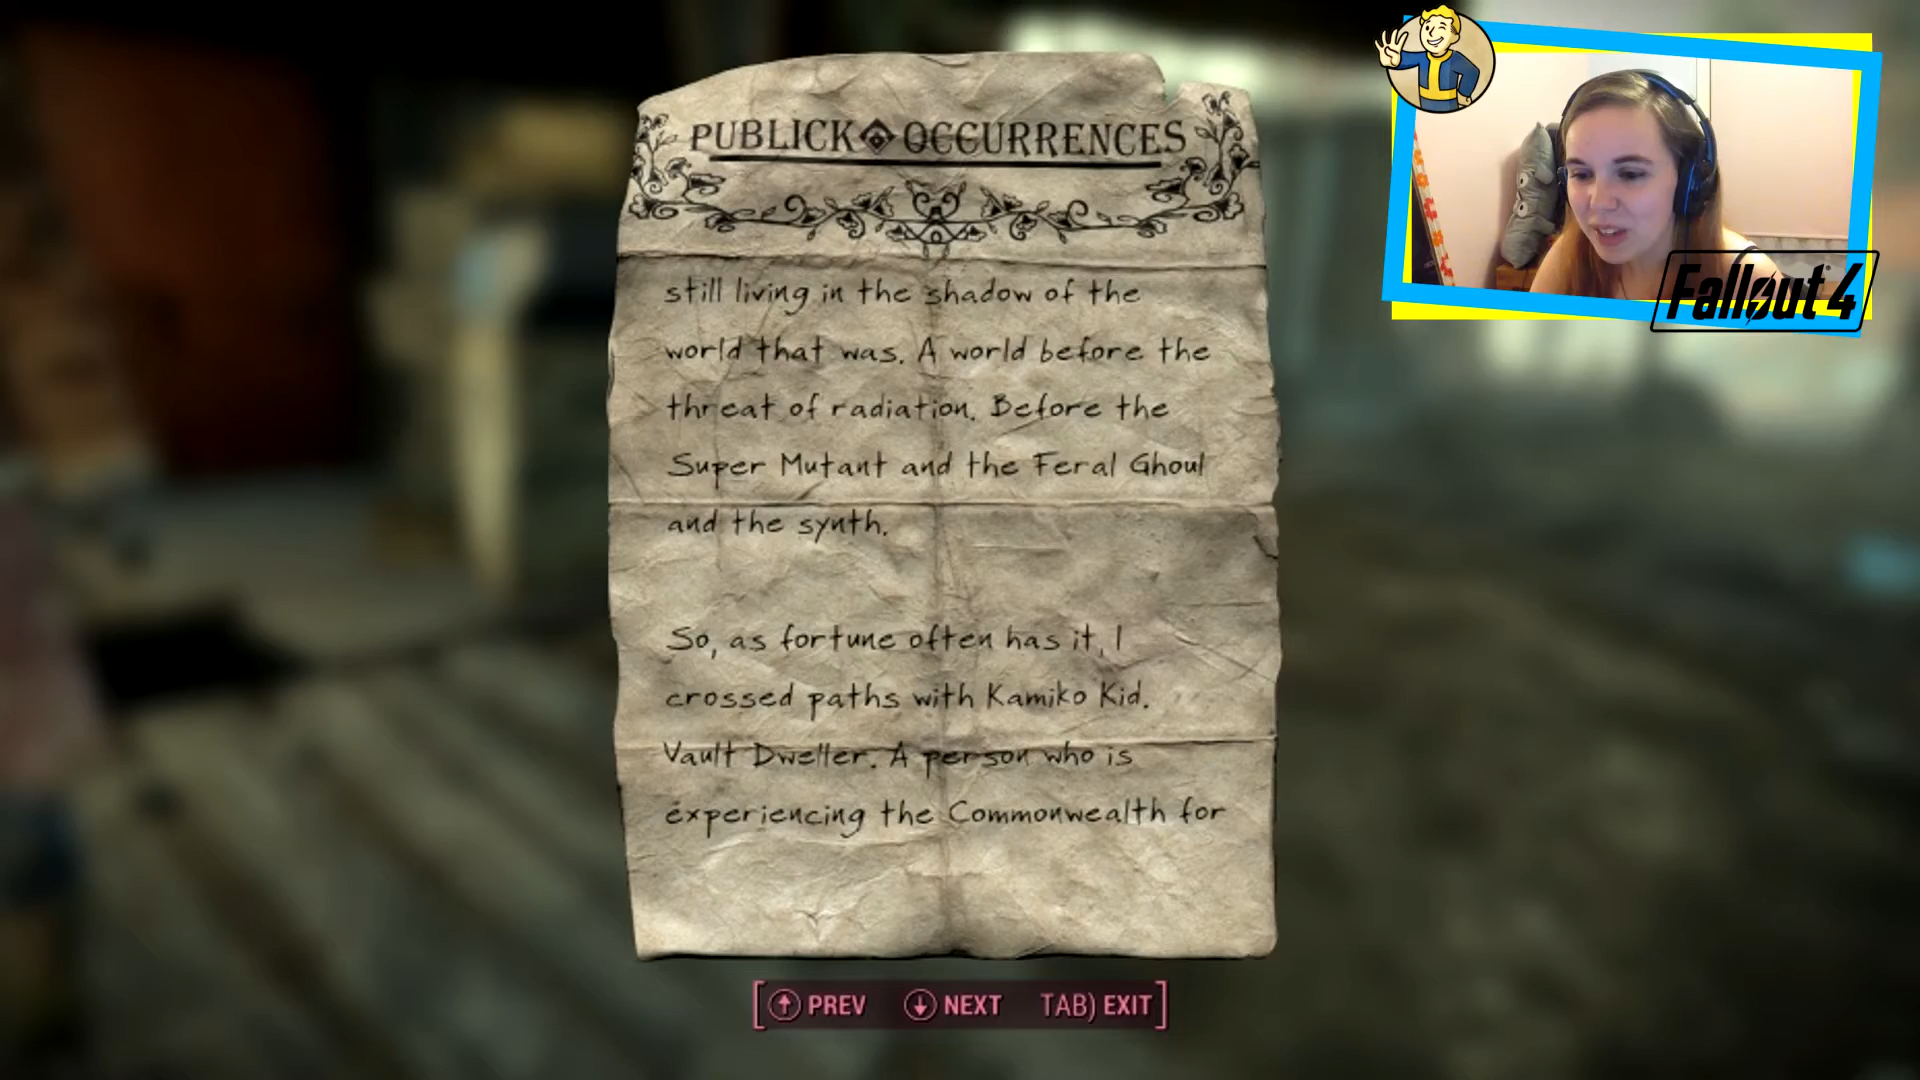 PUBLICK OCCURRENCES
still living in the shadow of the
world that was. A world before the
threat of radiation. Before the
Super Mutant and the Feral Ghoul
and the synth.
So, as fortune often has it, I
crossed paths with Kamiko Kid.
Vault Dweller. A person who is
experiencing the Commonwealth for
PREV NEXT TAB) EXIT
Fallout 4